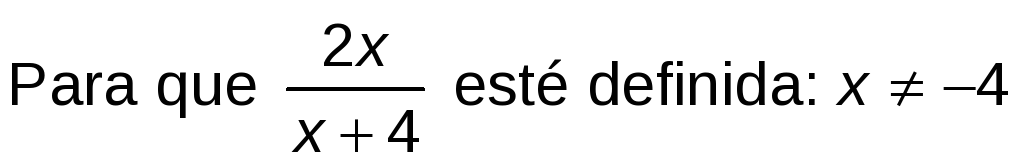 Para que 2x/(x + 4) esté definida: x ≠ −4